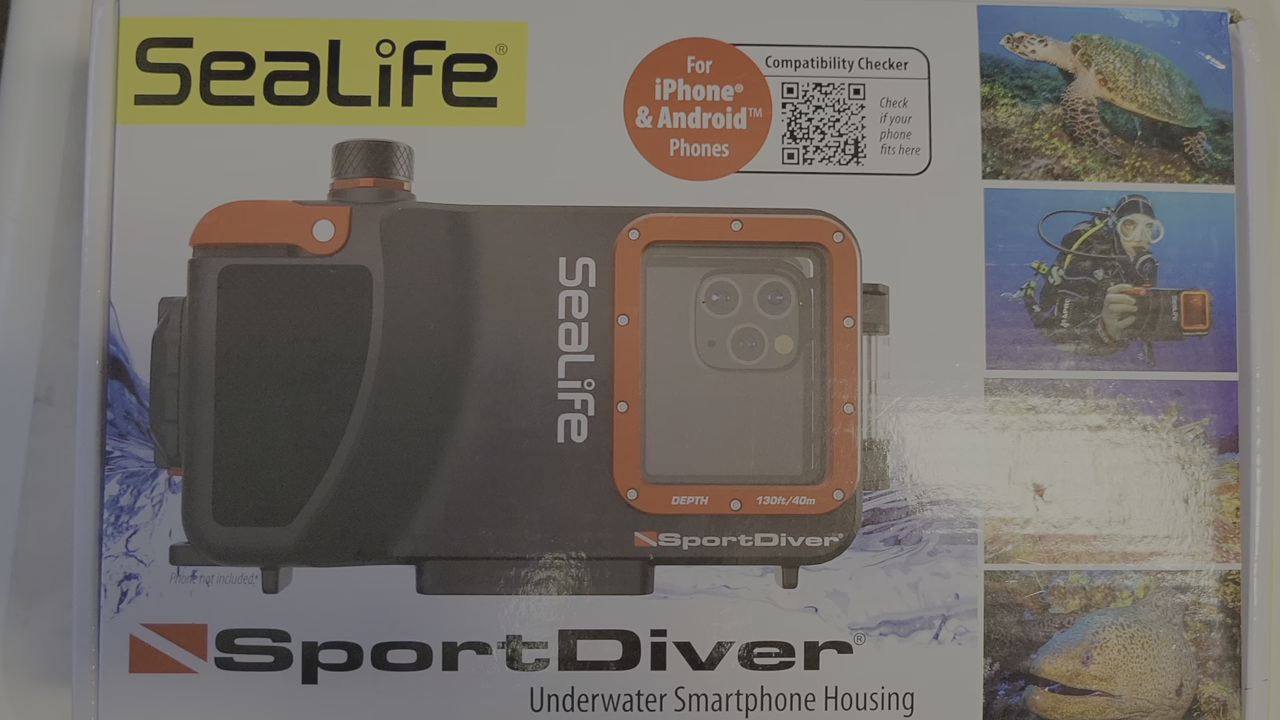 SeaLife®
For
iPhone®
& Android™
Phones
Compatibility Checker
Check
if your
phone
fits here
SeaLife
DEPTH 130ft/40m
SportDiver®
Phone not included.*
SportDiver®
Underwater Smartphone Housing